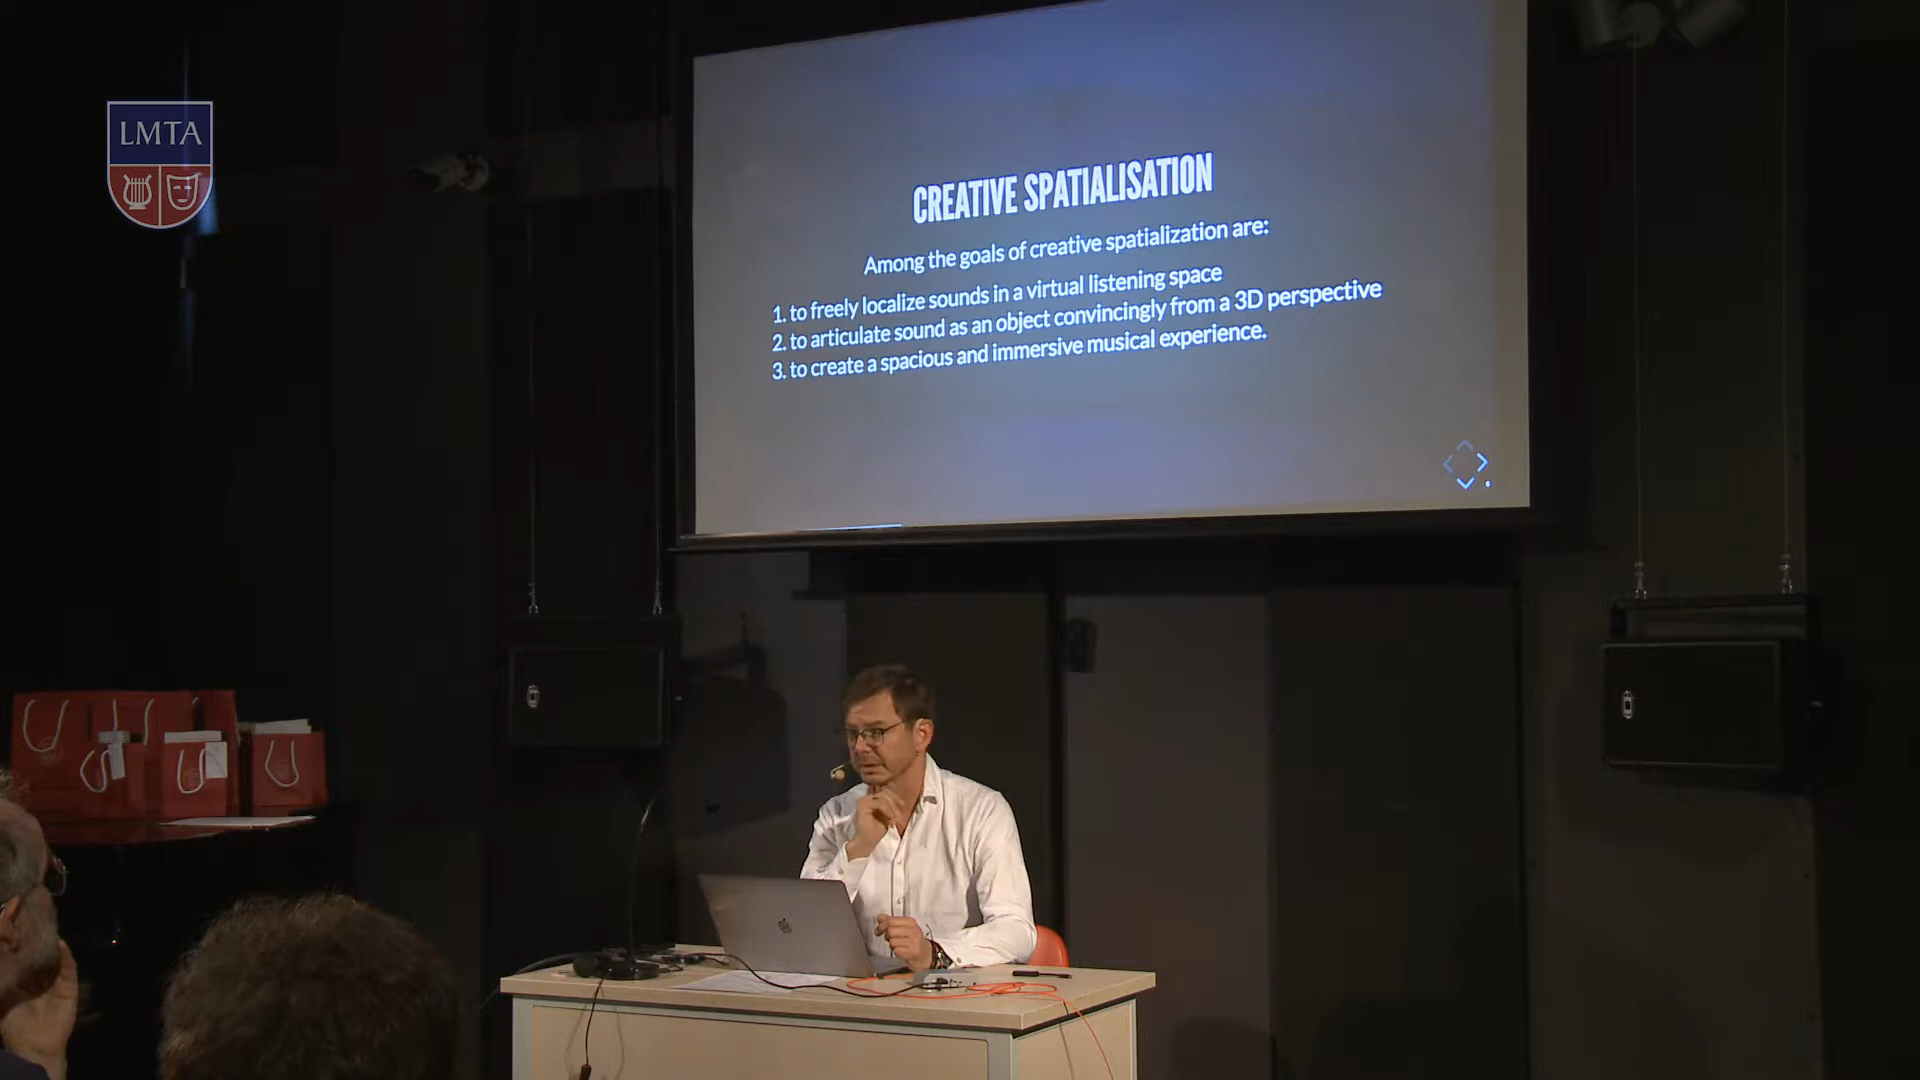 LMTA
CREATIVE SPATIALISATION
Among the goals of creative spatialization are:
1. to freely localize sounds in a virtual listening space
2. to articulate sound as an object convincingly from a 3D perspective
3. to create a spacious and immersive musical experience.